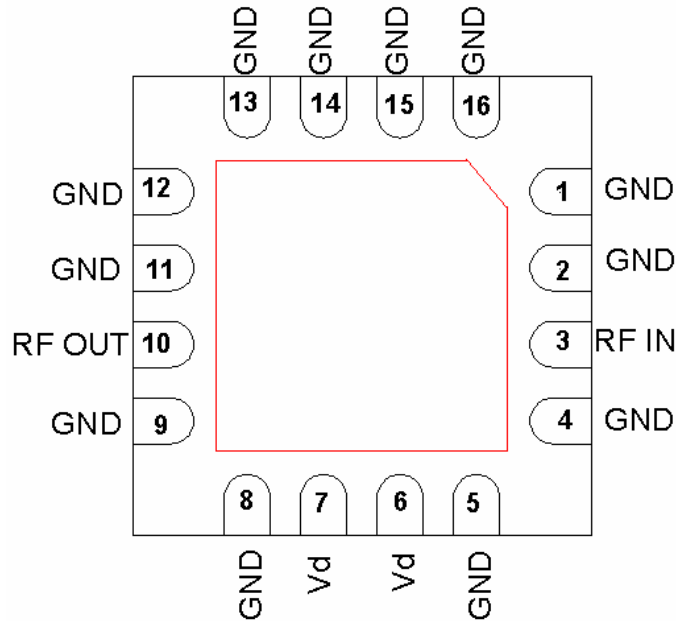 GND GND GND GND
13 14 15 16
GND 12 1 GND
GND 11 2 GND
RF OUT 10 3 RF IN
GND 9 4 GND
8 7 6 5
GND Vd Vd GND